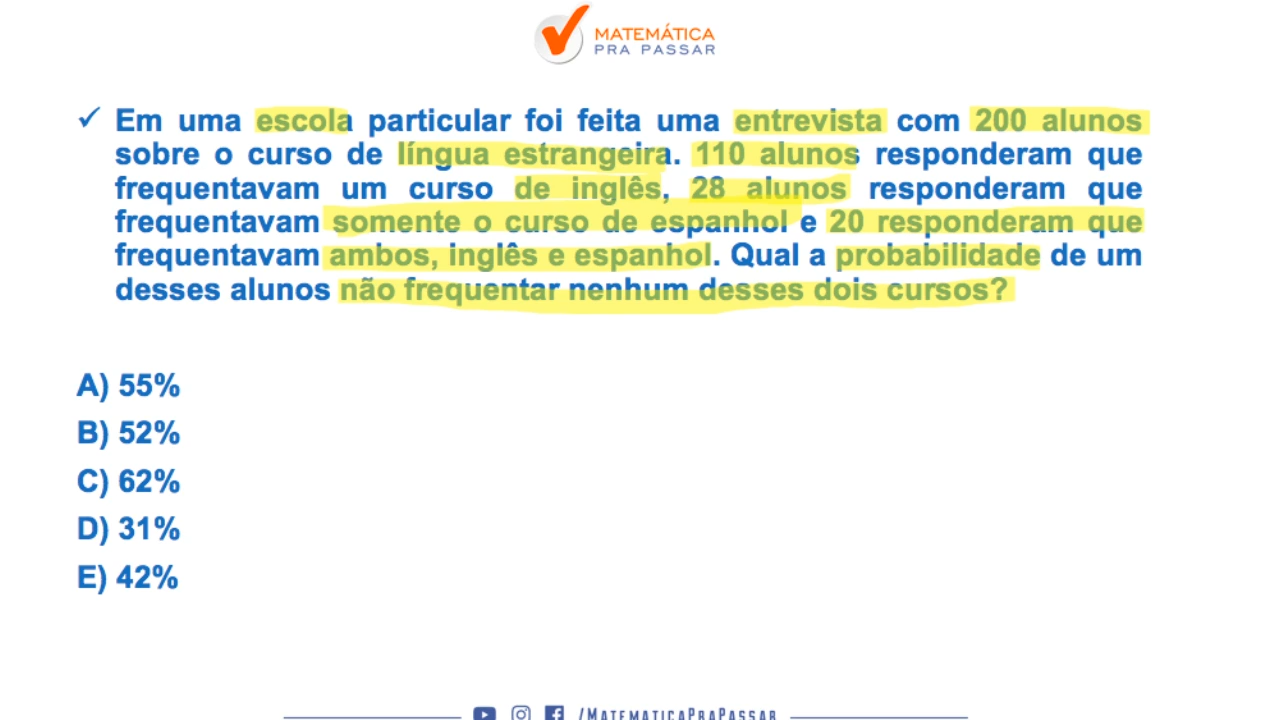 MATEMÁTICA
PRA PASSAR
✓ Em uma escola particular foi feita uma entrevista com 200 alunos
sobre o curso de língua estrangeira. 110 alunos responderam que
frequentavam um curso de inglês, 28 alunos responderam que
frequentavam somente o curso de espanhol e 20 responderam que
frequentavam ambos, inglês e espanhol. Qual a probabilidade de um
desses alunos não frequentar nenhum desses dois cursos?
A) 55%
B) 52%
C) 62%
D) 31%
E) 42%
/MATEMATICAPRAPASSAR